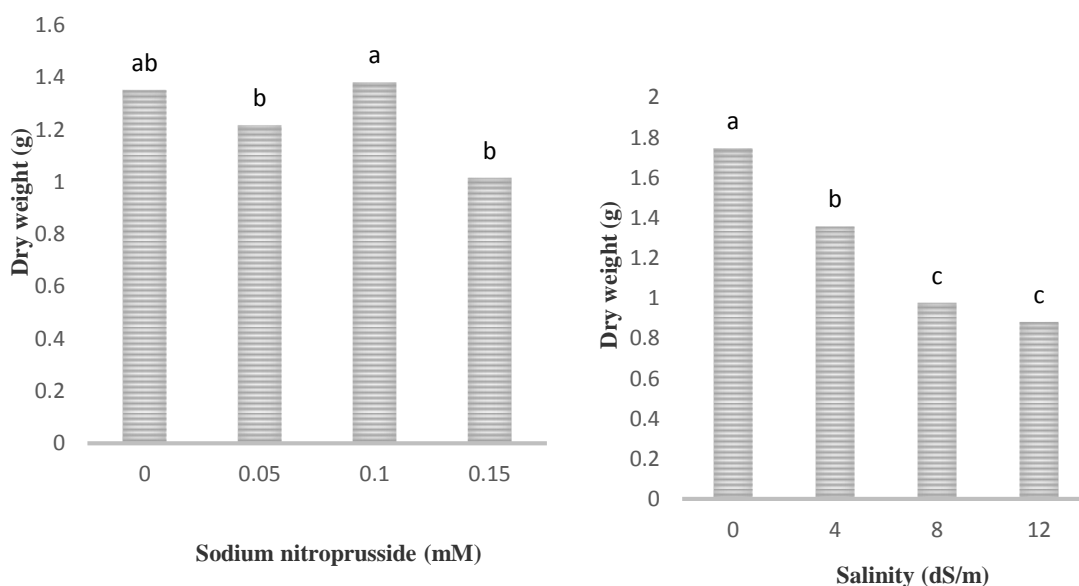 Dry weight (g)
1.6
1.4
1.2
1
0.8
0.6
0.4
0.2
0
ab
b
a
b
0 0.05 0.1 0.15
Sodium nitroprusside (mM)
Dry weight (g)
2
1.8
1.6
1.4
1.2
1
0.8
0.6
0.4
0.2
0
a
b
c
c
0 4 8 12
Salinity (dS/m)